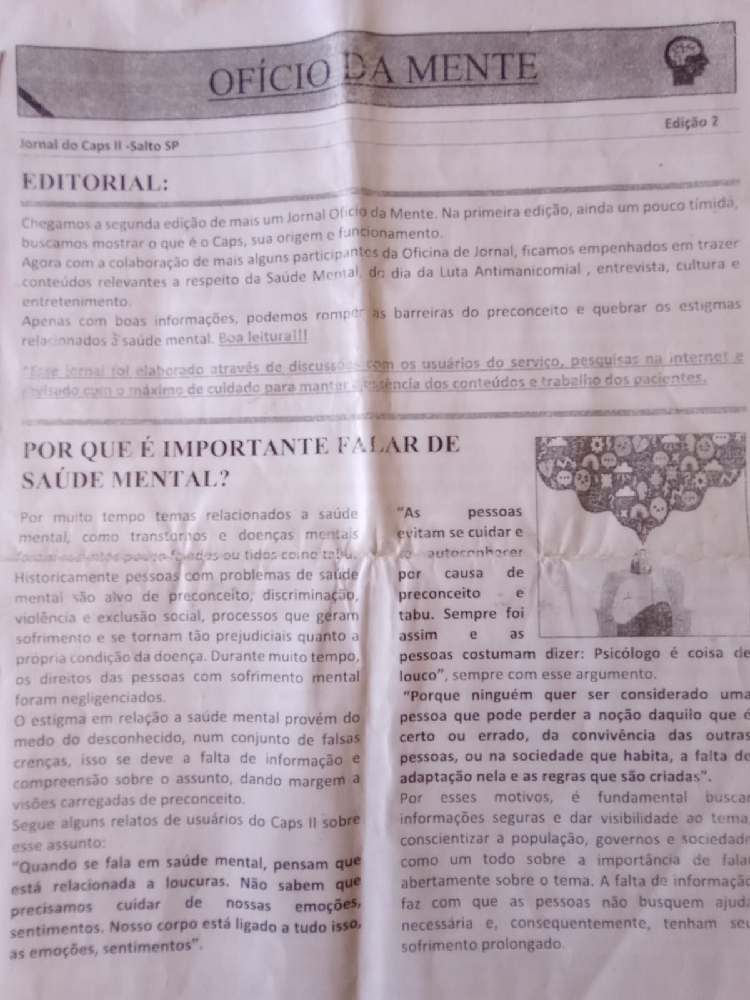 OFÍCIO DA MENTE
Edição 2
Jornal do Caps II -Salto SP
EDITORIAL:
Chegamos a segunda edição de mais um Jornal Ofício da Mente. Na primeira edição, ainda um pouco tímida,
buscamos mostrar o que é o Caps, sua origem e funcionamento.
Agora com a colaboração de mais alguns participantes da Oficina de Jornal, ficamos empenhados em trazer
conteúdos relevantes a respeito da Saúde Mental, do dia da Luta Antimanicomial , entrevista, cultura e
entretenimento.
Apenas com boas informações, podemos romper as barreiras do preconceito e quebrar os estigmas
relacionados à saúde mental. Boa leitura!!!
*Esse jornal foi elaborado através de discussões com os usuários do serviço, pesquisas na internet e
revisado com o máximo de cuidado para manter a essência dos conteúdos e trabalho dos pacientes.
POR QUE É IMPORTANTE FALAR DE
SAÚDE MENTAL?
Por muito tempo temas relacionados a saúde
mental, como transtornos e doenças mentais
ou tidos como tabu.
Historicamente pessoas com problemas de saúde
mental são alvo de preconceito, discriminação,
violência e exclusão social, processos que geram
sofrimento e se tornam tão prejudiciais quanto a
própria condição da doença. Durante muito tempo,
os direitos das pessoas com sofrimento mental
foram negligenciados.
O estigma em relação a saúde mental provém do
medo do desconhecido, num conjunto de falsas
crenças, isso se deve a falta de informação e
compreensão sobre o assunto, dando margem a
visões carregadas de preconceito.
Segue alguns relatos de usuários do Caps II sobre
esse assunto:
“Quando se fala em saúde mental, pensam que
está relacionada a loucuras. Não sabem que
precisamos cuidar de nossas emoções,
sentimentos. Nosso corpo está ligado a tudo isso,
as emoções, sentimentos”.
“As pessoas
evitam se cuidar e
se autoconhecer
por causa de
preconceito e
tabu. Sempre foi
assim e as
pessoas costumam dizer: Psicólogo é coisa de
louco”, sempre com esse argumento.
“Porque ninguém quer ser considerado uma
pessoa que pode perder a noção daquilo que é
certo ou errado, da convivência das outras
pessoas, ou na sociedade que habita, a falta de
adaptação nela e as regras que são criadas”.
Por esses motivos, é fundamental buscar
informações seguras e dar visibilidade ao tema,
conscientizar a população, governos e sociedade
como um todo sobre a importância de falar
abertamente sobre o tema. A falta de informação
faz com que as pessoas não busquem ajuda
necessária e, consequentemente, tenham seu
sofrimento prolongado.